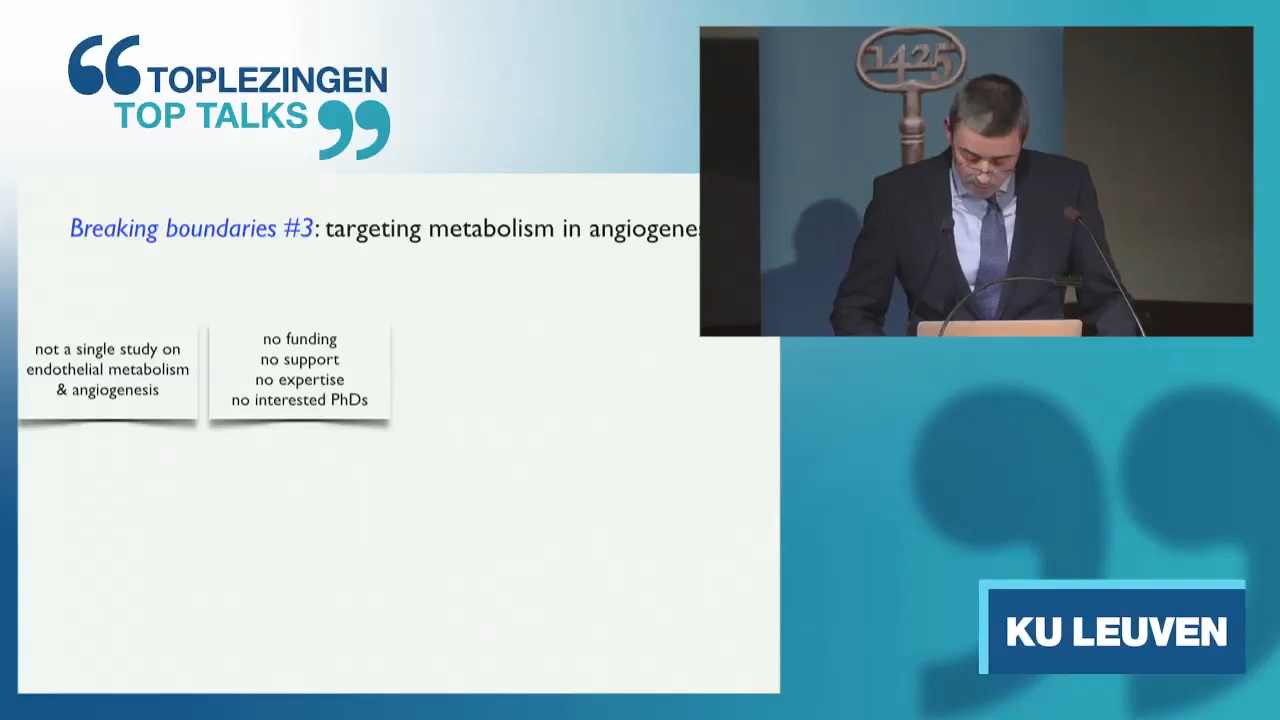 TOPLEZINGEN
TOP TALKS
1425
Breaking boundaries #3: targeting metabolism in
not a single study on
endothelial metabolism
& angiogenesis
no funding
no support
no expertise
no interested PhDs
KU LEUVEN